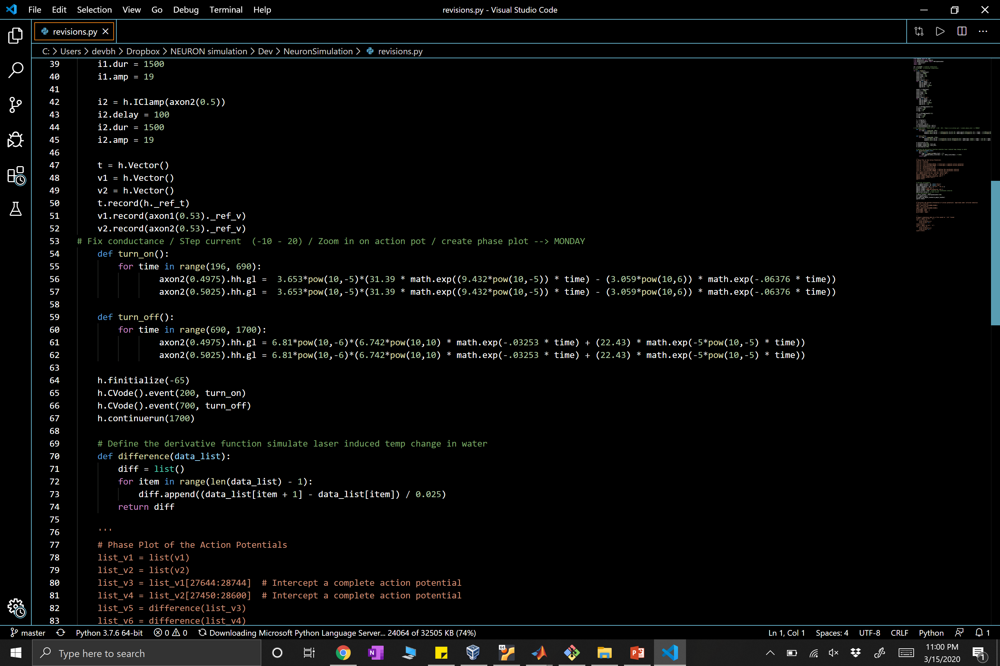 File Edit Selection View Go Debug Terminal Help
revisions.py - Visual Studio Code
revisions.py
C: > Users > devbh > Dropbox > NEURON simulation > Dev > NeuronSimulation > revisions.py
39 i1.dur = 1500
40 i1.amp = 19
41
42 i2 = h.IClamp(axon2(0.5))
43 i2.delay = 100
44 i2.dur = 1500
45 i2.amp = 19
46
47 t = h.Vector()
48 v1 = h.Vector()
49 v2 = h.Vector()
50 t.record(h._ref_t)
51 v1.record(axon1(0.53)._ref_v)
52 v2.record(axon2(0.53)._ref_v)
53 # Fix conductance / STep current  (-10 - 20) / Zoom in on action pot / create phase plot --> MONDAY
54 def turn_on():
55 for time in range(196, 690):
56 axon2(0.4975).hh.gl =  3.653*pow(10,-5)*(31.39 * math.exp((9.432*pow(10,-5)) * time) - (3.059*pow(10,6)) * math.exp(-.06376 * time))
57 axon2(0.5025).hh.gl =  3.653*pow(10,-5)*(31.39 * math.exp((9.432*pow(10,-5)) * time) - (3.059*pow(10,6)) * math.exp(-.06376 * time))
58
59 def turn_off():
60 for time in range(690, 1700):
61 axon2(0.4975).hh.gl = 6.81*pow(10,-6)*(6.742*pow(10,10) * math.exp(-.03253 * time) + (22.43) * math.exp(-5*pow(10,-5) * time))
62 axon2(0.5025).hh.gl = 6.81*pow(10,-6)*(6.742*pow(10,10) * math.exp(-.03253 * time) + (22.43) * math.exp(-5*pow(10,-5) * time))
63
64 h.finitialize(-65)
65 h.CVode().event(200, turn_on)
66 h.CVode().event(700, turn_off)
67 h.continuerun(1700)
68
69 # Define the derivative function simulate laser induced temp change in water
70 def difference(data_list):
71 diff = list()
72 for item in range(len(data_list) - 1):
73 diff.append((data_list[item + 1] - data_list[item]) / 0.025)
74 return diff
75
76 '''
77 # Phase Plot of the Action Potentials
78 list_v1 = list(v1)
79 list_v2 = list(v2)
80 list_v3 = list_v1[27644:28744]  # Intercept a complete action potential
81 list_v4 = list_v2[27450:28600]  # Intercept a complete action potential
82 list_v5 = difference(list_v3)
83 list_v6 = difference(list_v4)
master Python 3.7.6 64-bit 0 0 Downloading Microsoft Python Language Server... 24064 of 32505 KB (74%) Ln 1, Col 1 Spaces: 4 UTF-8 CRLF Python 1
Type here to search
11:00 PM
3/15/2020
1